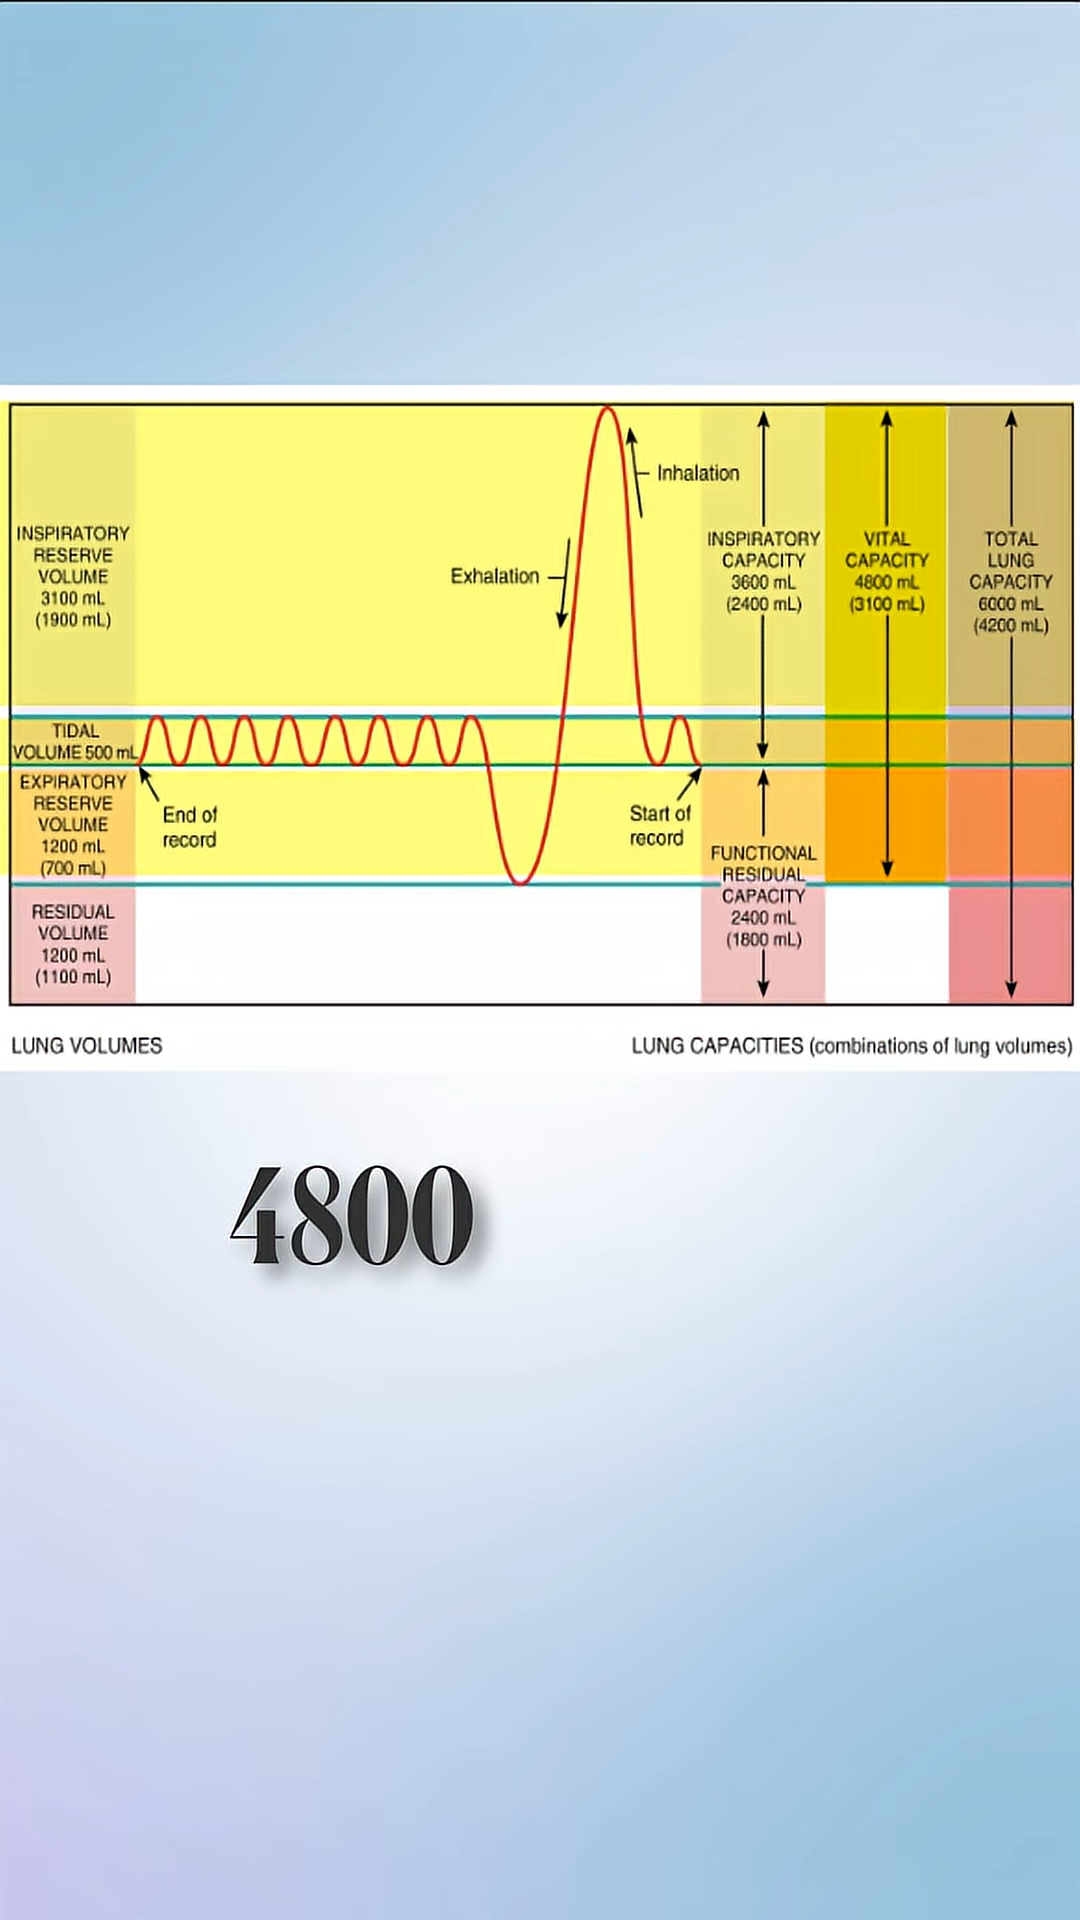 INSPIRATORY
RESERVE
VOLUME
3100 mL
(1900 mL)
TIDAL
VOLUME 500 mL
EXPIRATORY
RESERVE
VOLUME
1200 mL
(700 mL)
RESIDUAL
VOLUME
1200 mL
(1100 mL)
End of
record
Exhalation
Inhalation
Start of
record
INSPIRATORY
CAPACITY
3600 mL
(2400 mL)
FUNCTIONAL
RESIDUAL
CAPACITY
2400 mL
(1800 mL)
VITAL
CAPACITY
4800 mL
(3100 mL)
TOTAL
LUNG
CAPACITY
6000 mL
(4200 mL)
LUNG VOLUMES
LUNG CAPACITIES (combinations of lung volumes)
4800